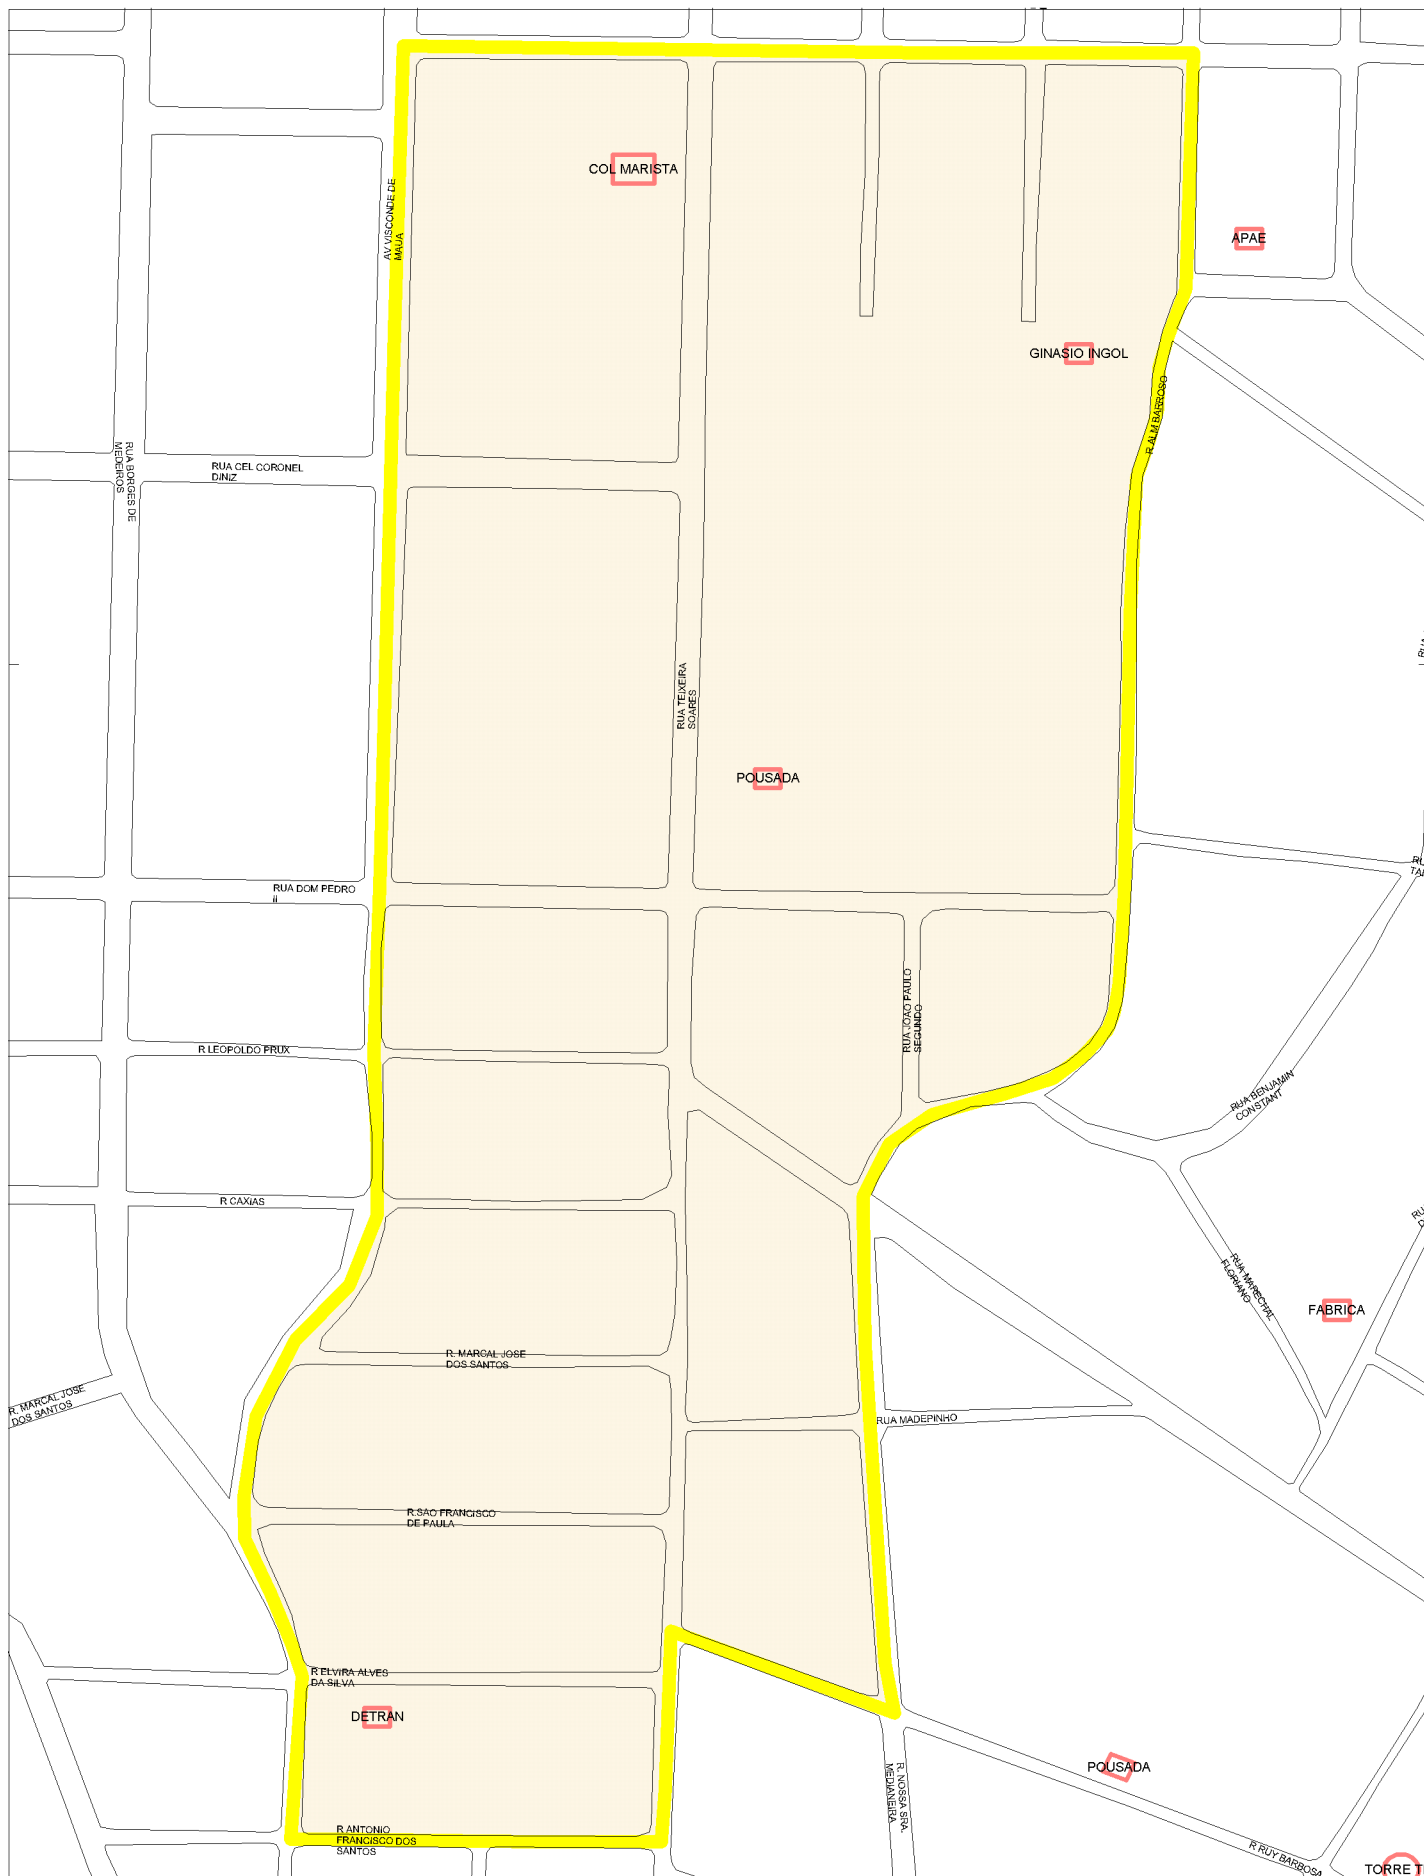 COL MARISTA
AV VISCONDE DE
MAUA
APAE
GINASIO INGOL
R ALM BARROSO
RUA BORGES DE
MEDEIROS
RUA CEL CORONEL
DINIZ
RUA TEIXEIRA
SOARES
POUSADA
RUA DOM PEDRO
II
RUA JOAO PAULO
SEGUNDO
R LEOPOLDO PRUX
RUA BENJAMIN
CONSTANT
R CAXIAS
RUA MARECHAL
FLORIANO
FABRICA
R. MARCAL JOSE
DOS SANTOS
R. MARCAL JOSE
DOS SANTOS
RUA MADEPINHO
R.SAO FRANCISCO
DE PAULA
R ELVIRA ALVES
DA SILVA
DETRAN
POUSADA
R. NOSSA SRA.
MEDIANEIRA
R ANTONIO
FRANCISCO DOS
SANTOS
R RUY BARBOSA
TORRE T